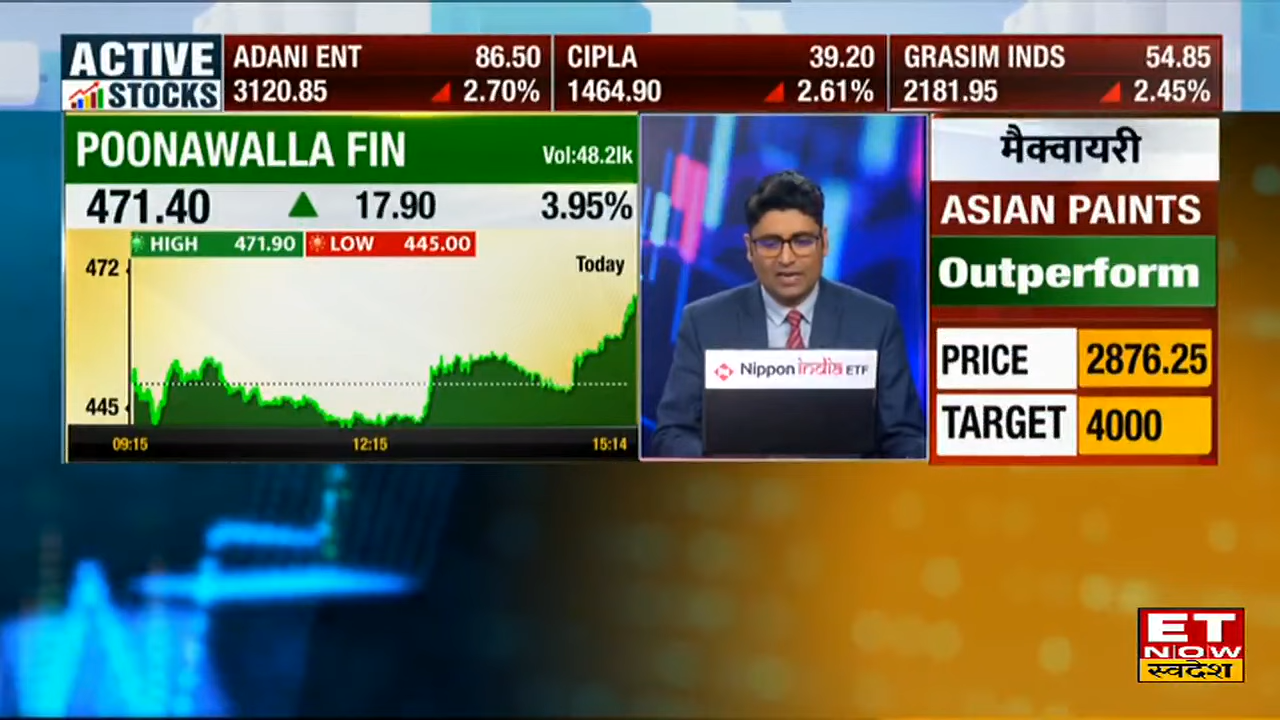 ACTIVE STOCKS
ADANI ENT 86.50
3120.85 2.70%
CIPLA 39.20
1464.90 2.61%
GRASIM INDS 54.85
2181.95 2.45%
POONAWALLA FIN Vol:48.2lk
471.40 17.90 3.95%
HIGH 471.90 LOW 445.00
Today
472
445
09:15 12:15 15:14
Nippon india ETF
मैक्वायरी
ASIAN PAINTS
Outperform
PRICE 2876.25
TARGET 4000
ET
NOW
स्वदेश